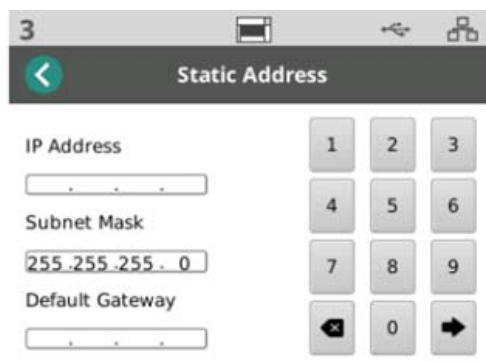 3
Static Address
IP Address
. . .
Subnet Mask
255 .255 .255 . 0
Default Gateway
. . .
1 2 3
4 5 6
7 8 9
0